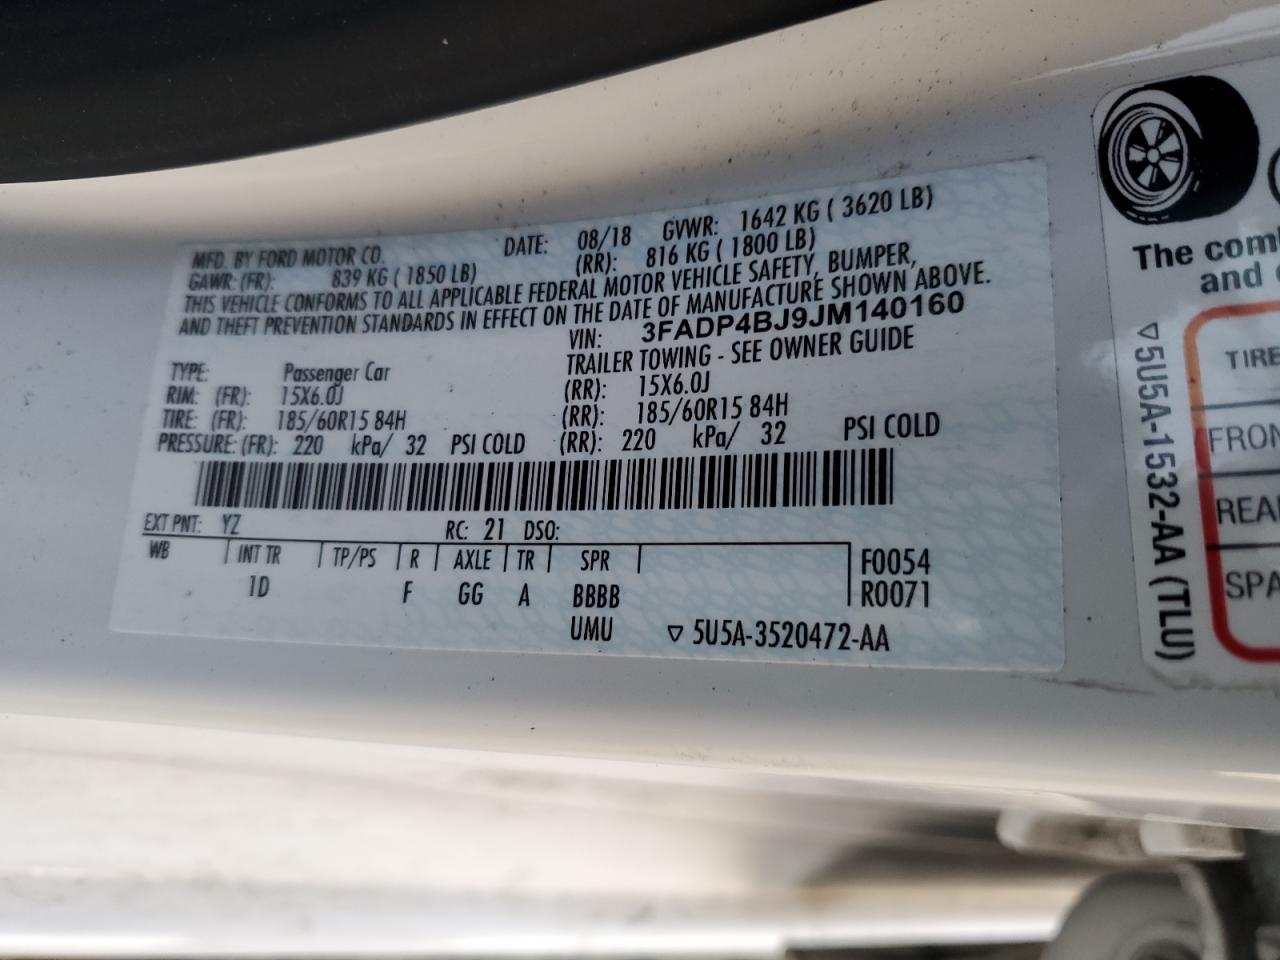 MFD. BY FORD MOTOR CO. DATE: 08/18 GVWR: 1642 KG ( 3620 LB)
GAWR: (FR): 839 KG ( 1850 LB) (RR): 816 KG ( 1800 LB)
THIS VEHICLE CONFORMS TO ALL APPLICABLE FEDERAL MOTOR VEHICLE SAFETY, BUMPER,
AND THEFT PREVENTION STANDARDS IN EFFECT ON THE DATE OF MANUFACTURE SHOWN ABOVE.
VIN: 3FADP4BJ9JM140160
TYPE: Passenger Car TRAILER TOWING - SEE OWNER GUIDE
RIM: (FR): 15X6.0J (RR): 15X6.0J
TIRE: (FR): 185/60R15 84H (RR): 185/60R15 84H
PRESSURE: (FR): 220 kPa/ 32 PSI COLD (RR): 220 kPa/ 32 PSI COLD
EXT PNT: YZ RC: 21 DSO:
WB INT TR TP/PS R AXLE TR SPR F0054
1D F GG A BBBB R0071
UMU ▽ 5U5A-3520472-AA
The com
and
▽5U5A-1532-AA (TLU)
TIRE
FRON
REA
SPA